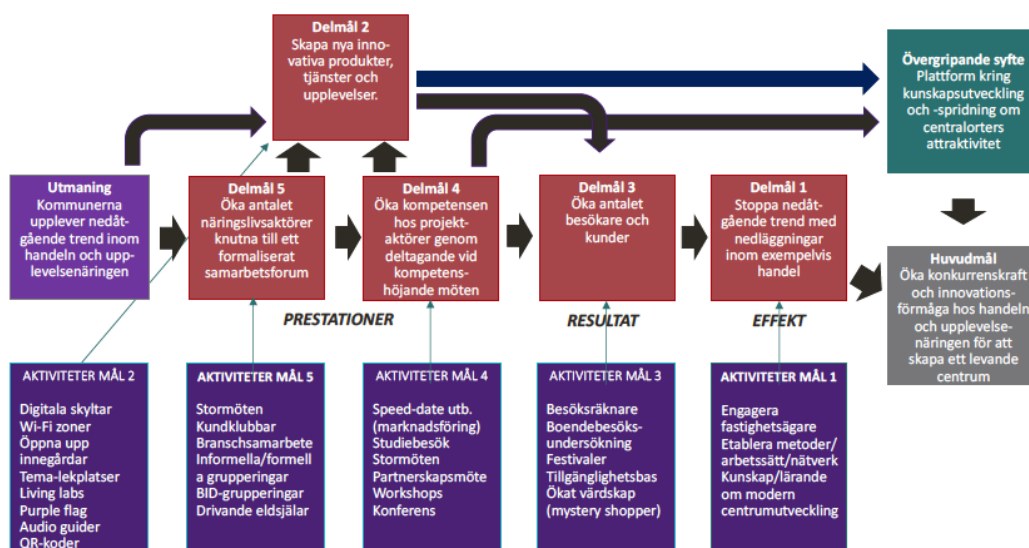 Delmål 2
Skapa nya inno-
vativa produkter,
tjänster och
upplevelser.
Övergripande syfte
Plattform kring
kunskapsutveckling
och -spridning om
centralorters
attraktivitet
Utmaning
Kommunerna
upplever nedåt-
gående trend inom
handeln och upp-
levelsenäringen
Delmål 5
Öka antalet
näringslivsaktörer
knutna till ett
formaliserat
samarbetsforum
Delmål 4
Öka kompetensen
hos projekt-
aktörer genom
deltagande vid
kompetens-
höjande möten
Delmål 3
Öka antalet
besökare och
kunder
Delmål 1
Stoppa nedåt-
gående trend med
nedläggningar
inom exempelvis
handel
Huvudmål
Öka konkurrenskraft
och innovations-
förmåga hos handeln
och upplevelse-
näringen för att
skapa ett levande
centrum
PRESTATIONER
RESULTAT
EFFEKT
AKTIVITETER MÅL 2
Digitala skyltar
Wi-Fi zoner
Öppna upp
innegårdar
Tema-lekplatser
Living labs
Purple flag
Audio guider
QR-koder
AKTIVITETER MÅL 5
Stormöten
Kundklubbar
Branschsamarbete
Informella/formell
a grupperingar
BID-grupperingar
Drivande eldsjälar
AKTIVITETER MÅL 4
Speed-date utb.
(marknadsföring)
Studiebesök
Stormöten
Partnerskapsmöte
Workshops
Konferens
AKTIVITETER MÅL 3
Besöksräknare
Boendebesöks-
undersökning
Festivaler
Tillgänglighetsbas
Ökat värdskap
(mystery shopper)
AKTIVITETER MÅL 1
Engagera
fastighetsägare
Etablera metoder/
arbetssätt/nätverk
Kunskap/lärande
om modern
centrumutveckling